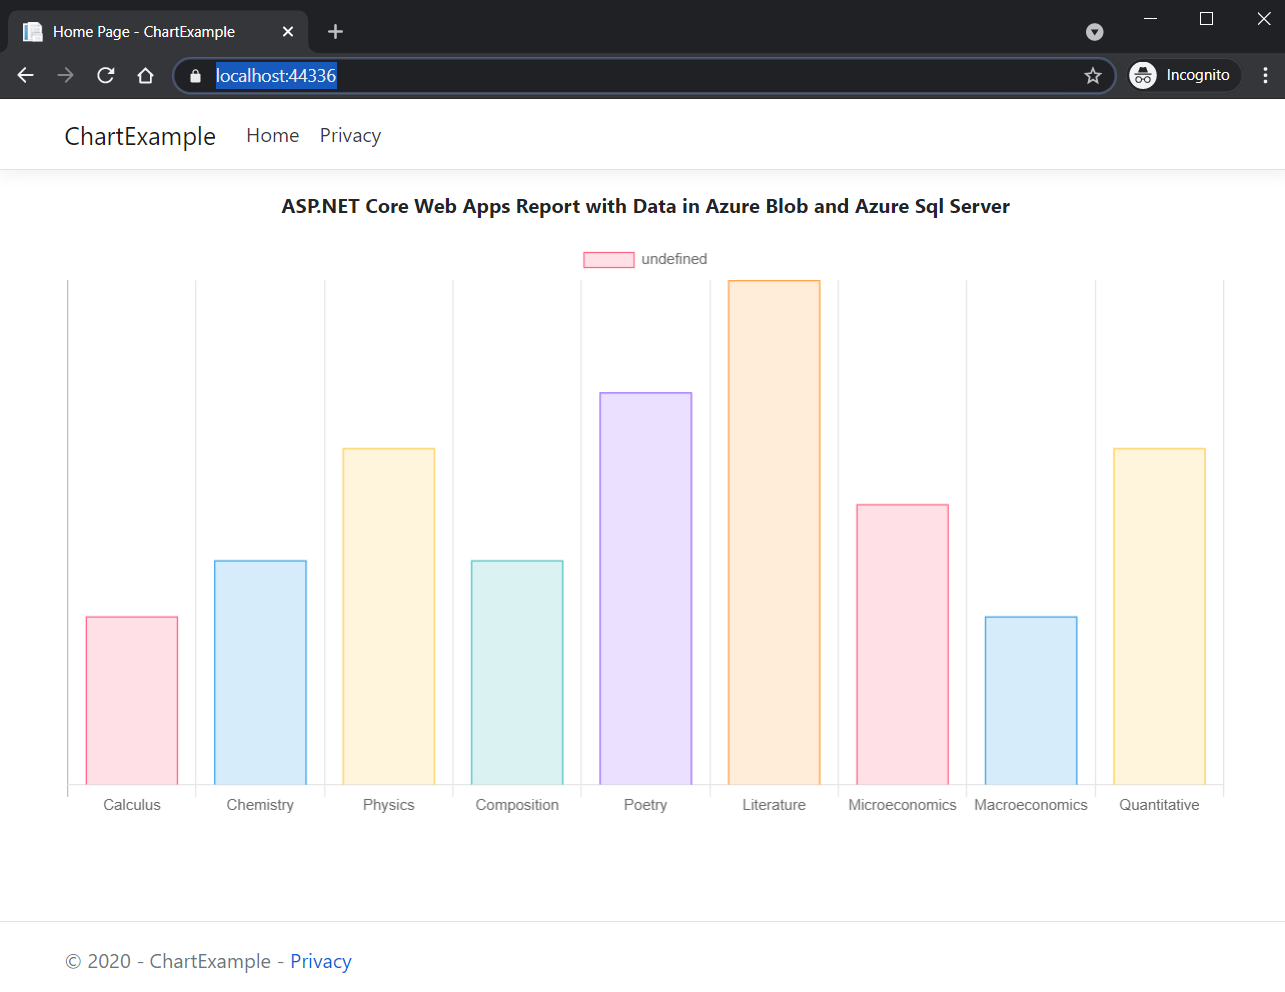 Home Page - ChartExample
localhost:44336
Incognito
ChartExample Home Privacy
ASP.NET Core Web Apps Report with Data in Azure Blob and Azure Sql Server
undefined
Calculus Chemistry Physics Composition Poetry Literature Microeconomics Macroeconomics Quantitative
© 2020 - ChartExample - Privacy